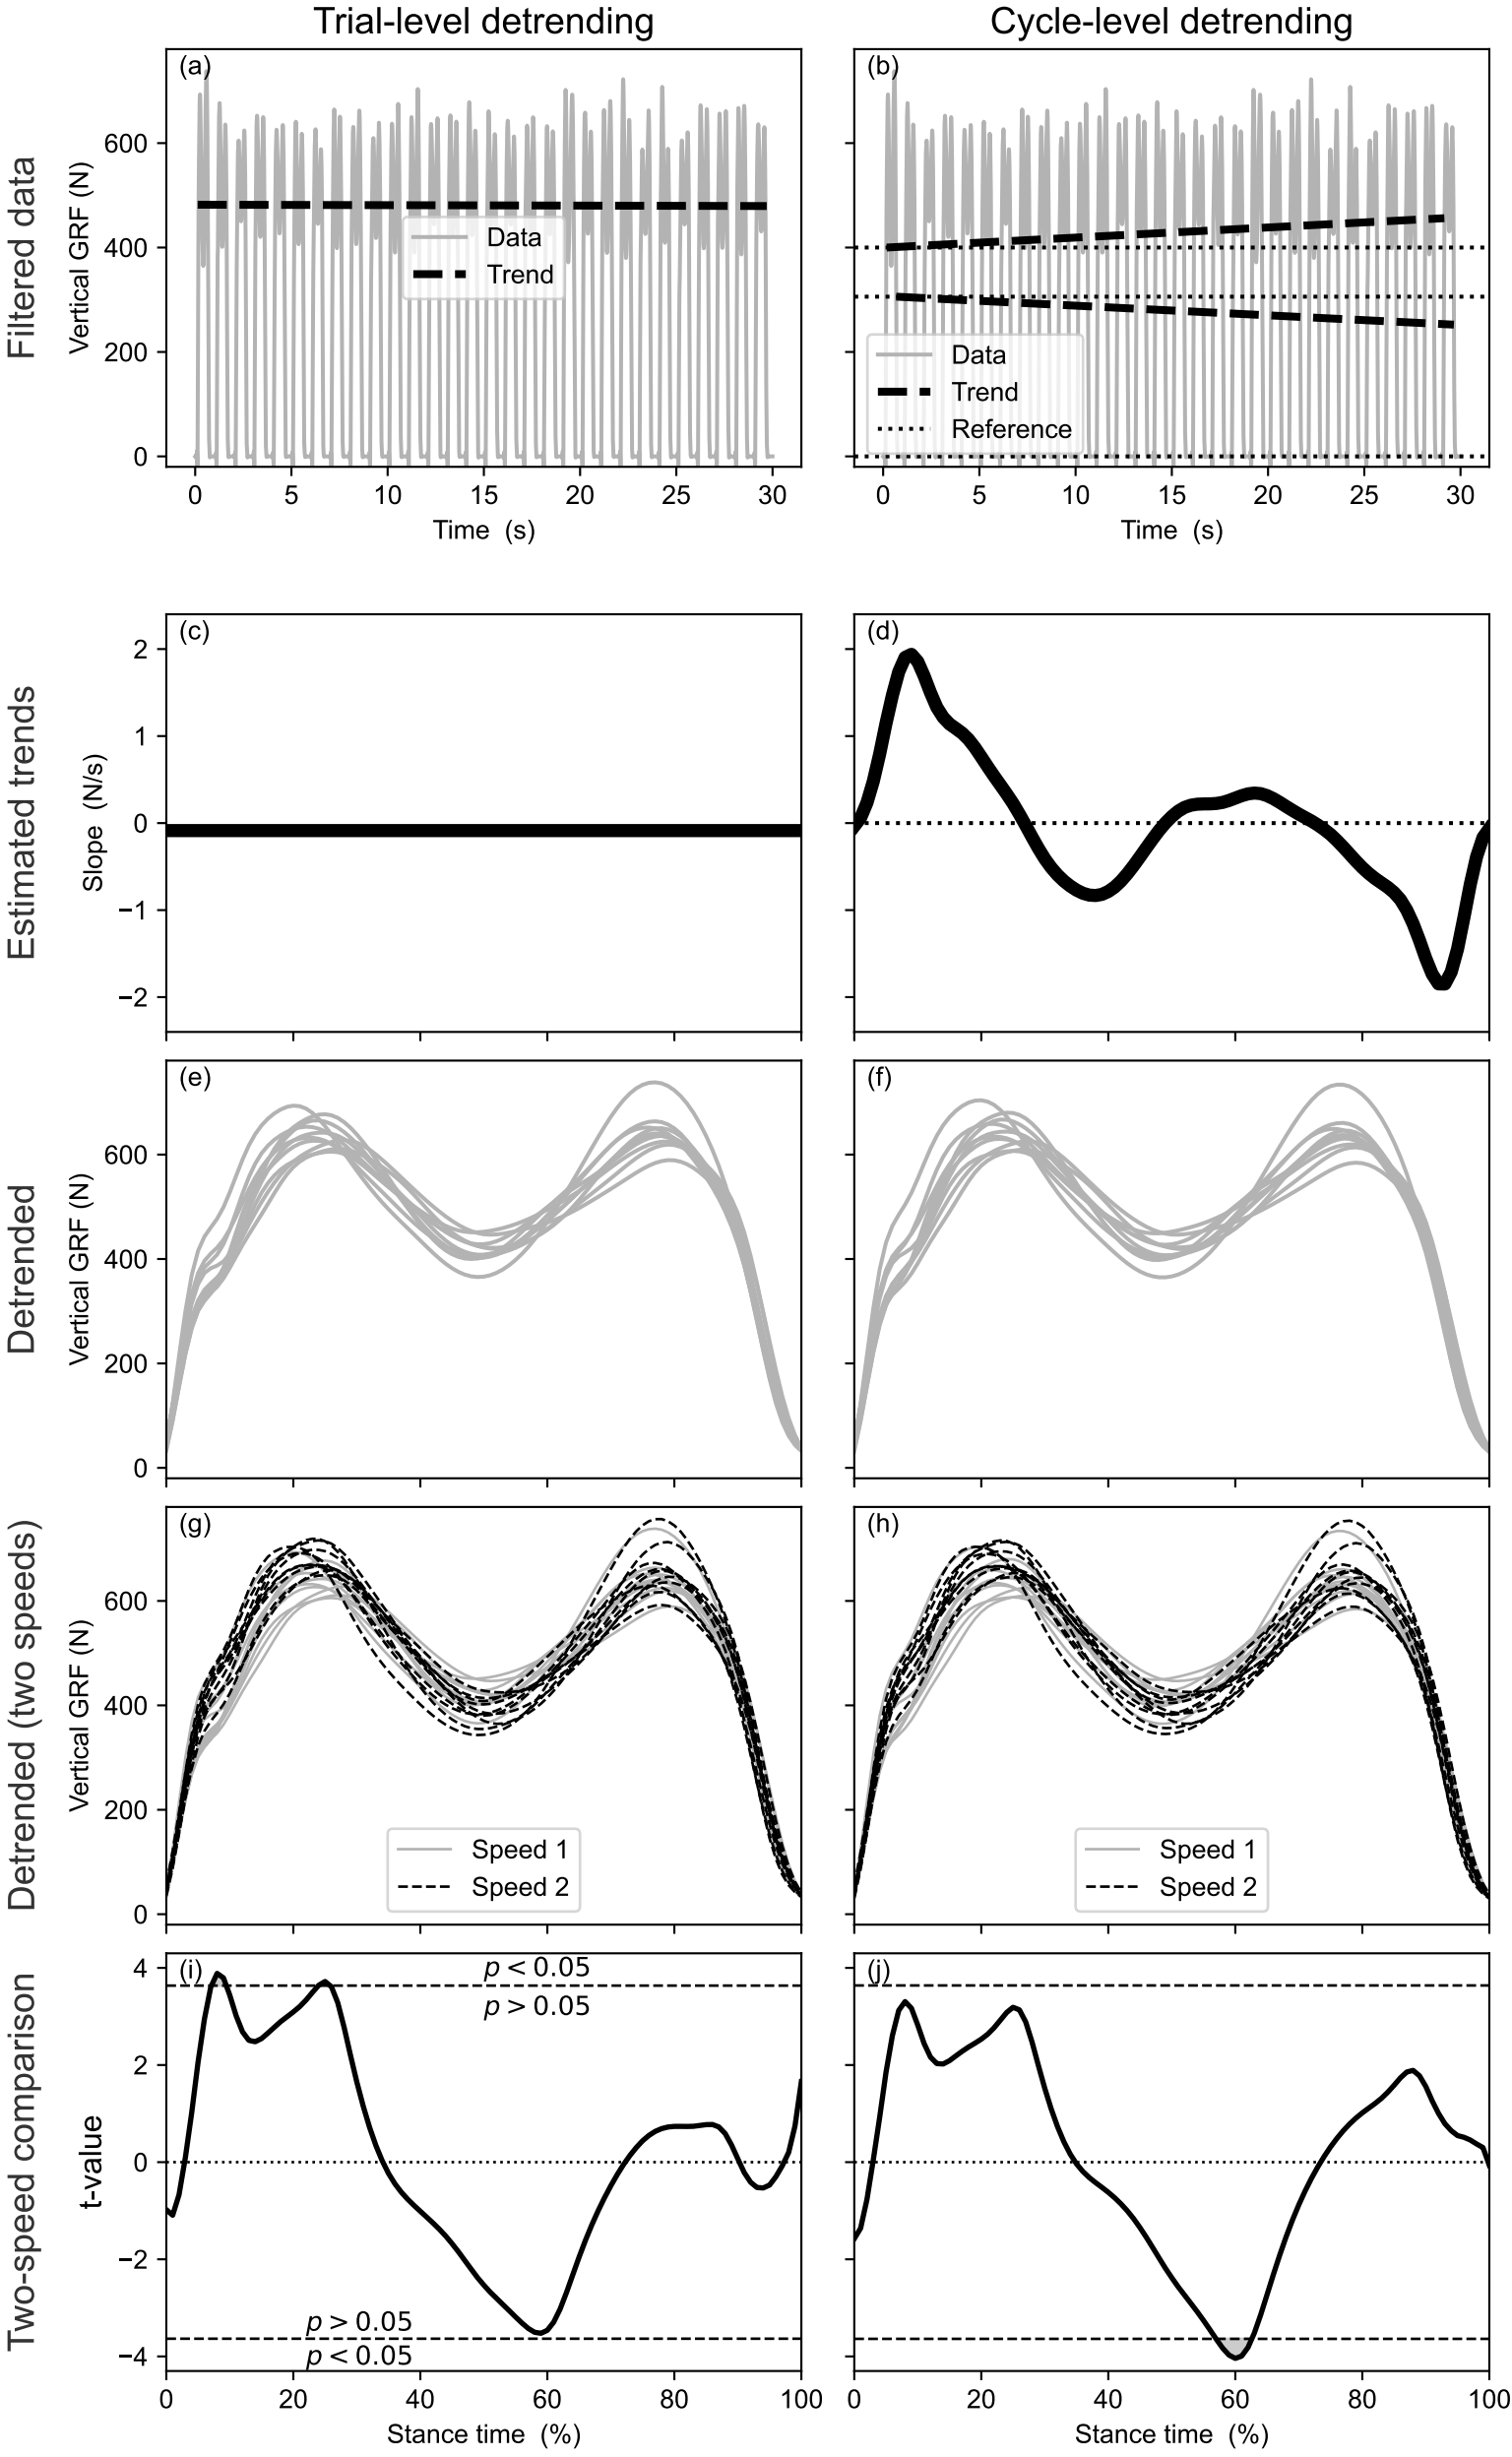 Trial-level detrending
Cycle-level detrending
Filtered data
Vertical GRF (N)
(a)
600
400
200
0
Data
Trend
0 5 10 15 20 25 30
Time (s)
(b)
Data
Trend
Reference
0 5 10 15 20 25 30
Time (s)
Estimated trends
Slope (N/s)
(c)
2
1
0
−1
−2
(d)
Detrended
Vertical GRF (N)
(e)
600
400
200
0
(f)
Detrended (two speeds)
Vertical GRF (N)
(g)
600
400
200
0
Speed 1
Speed 2
(h)
Speed 1
Speed 2
Two-speed comparison
t-value
(i)
4
2
0
−2
−4
p < 0.05
p > 0.05
p > 0.05
p < 0.05
0 20 40 60 80 100
Stance time (%)
(j)
0 20 40 60 80 100
Stance time (%)